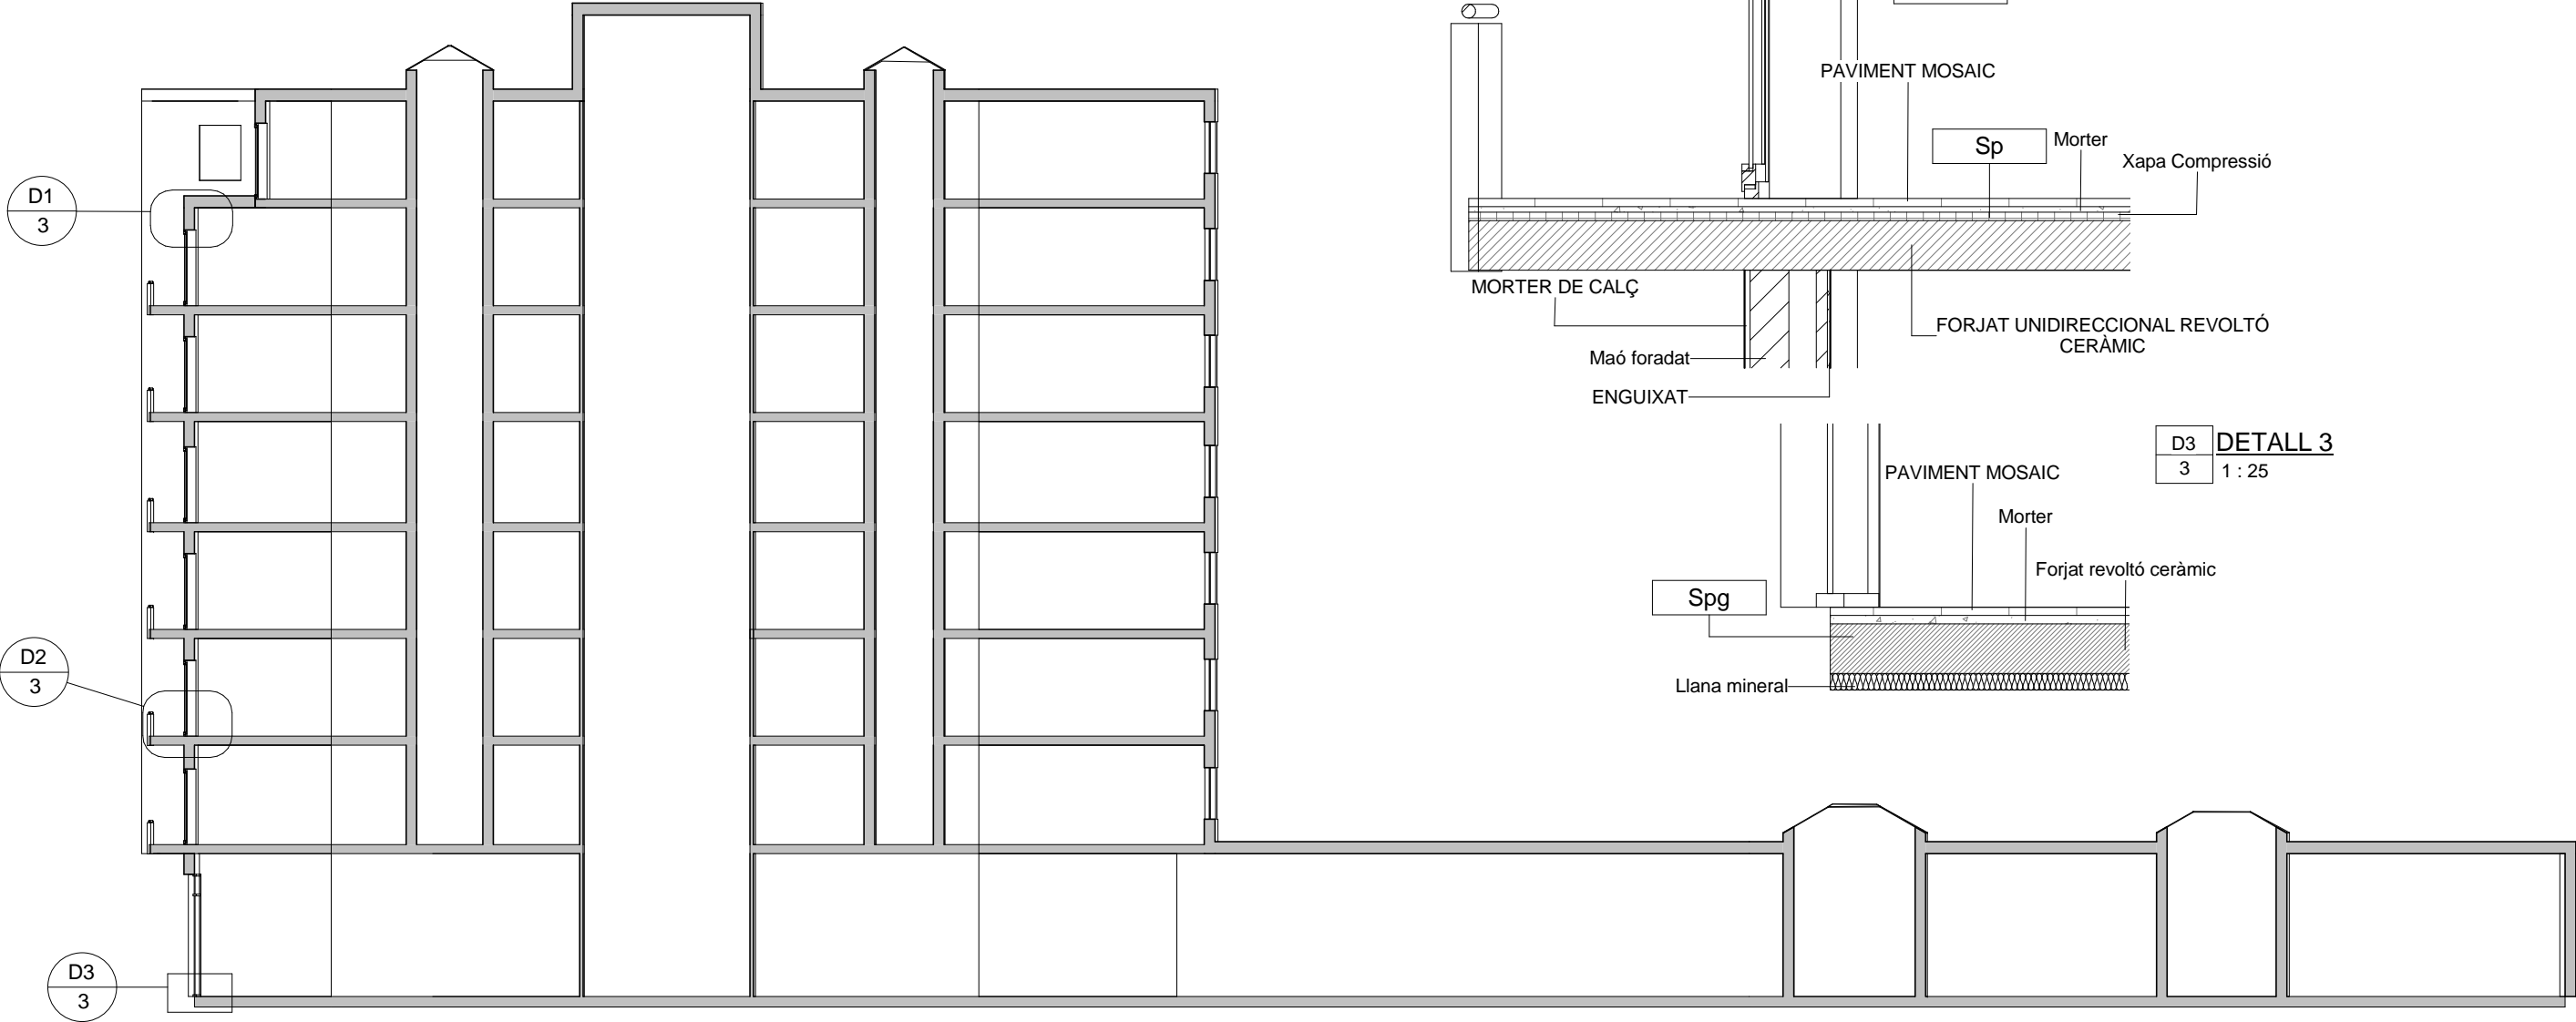 D1
3
D2
3
D3
3
PAVIMENT MOSAIC
Sp
Morter
Xapa Compressió
MORTER DE CALÇ
Maó foradat
ENGUIXAT
FORJAT UNIDIRECCIONAL REVOLTÓ
CERÀMIC
D3
3
DETALL 3
1 : 25
PAVIMENT MOSAIC
Morter
Forjat revoltó ceràmic
Spg
Llana mineral